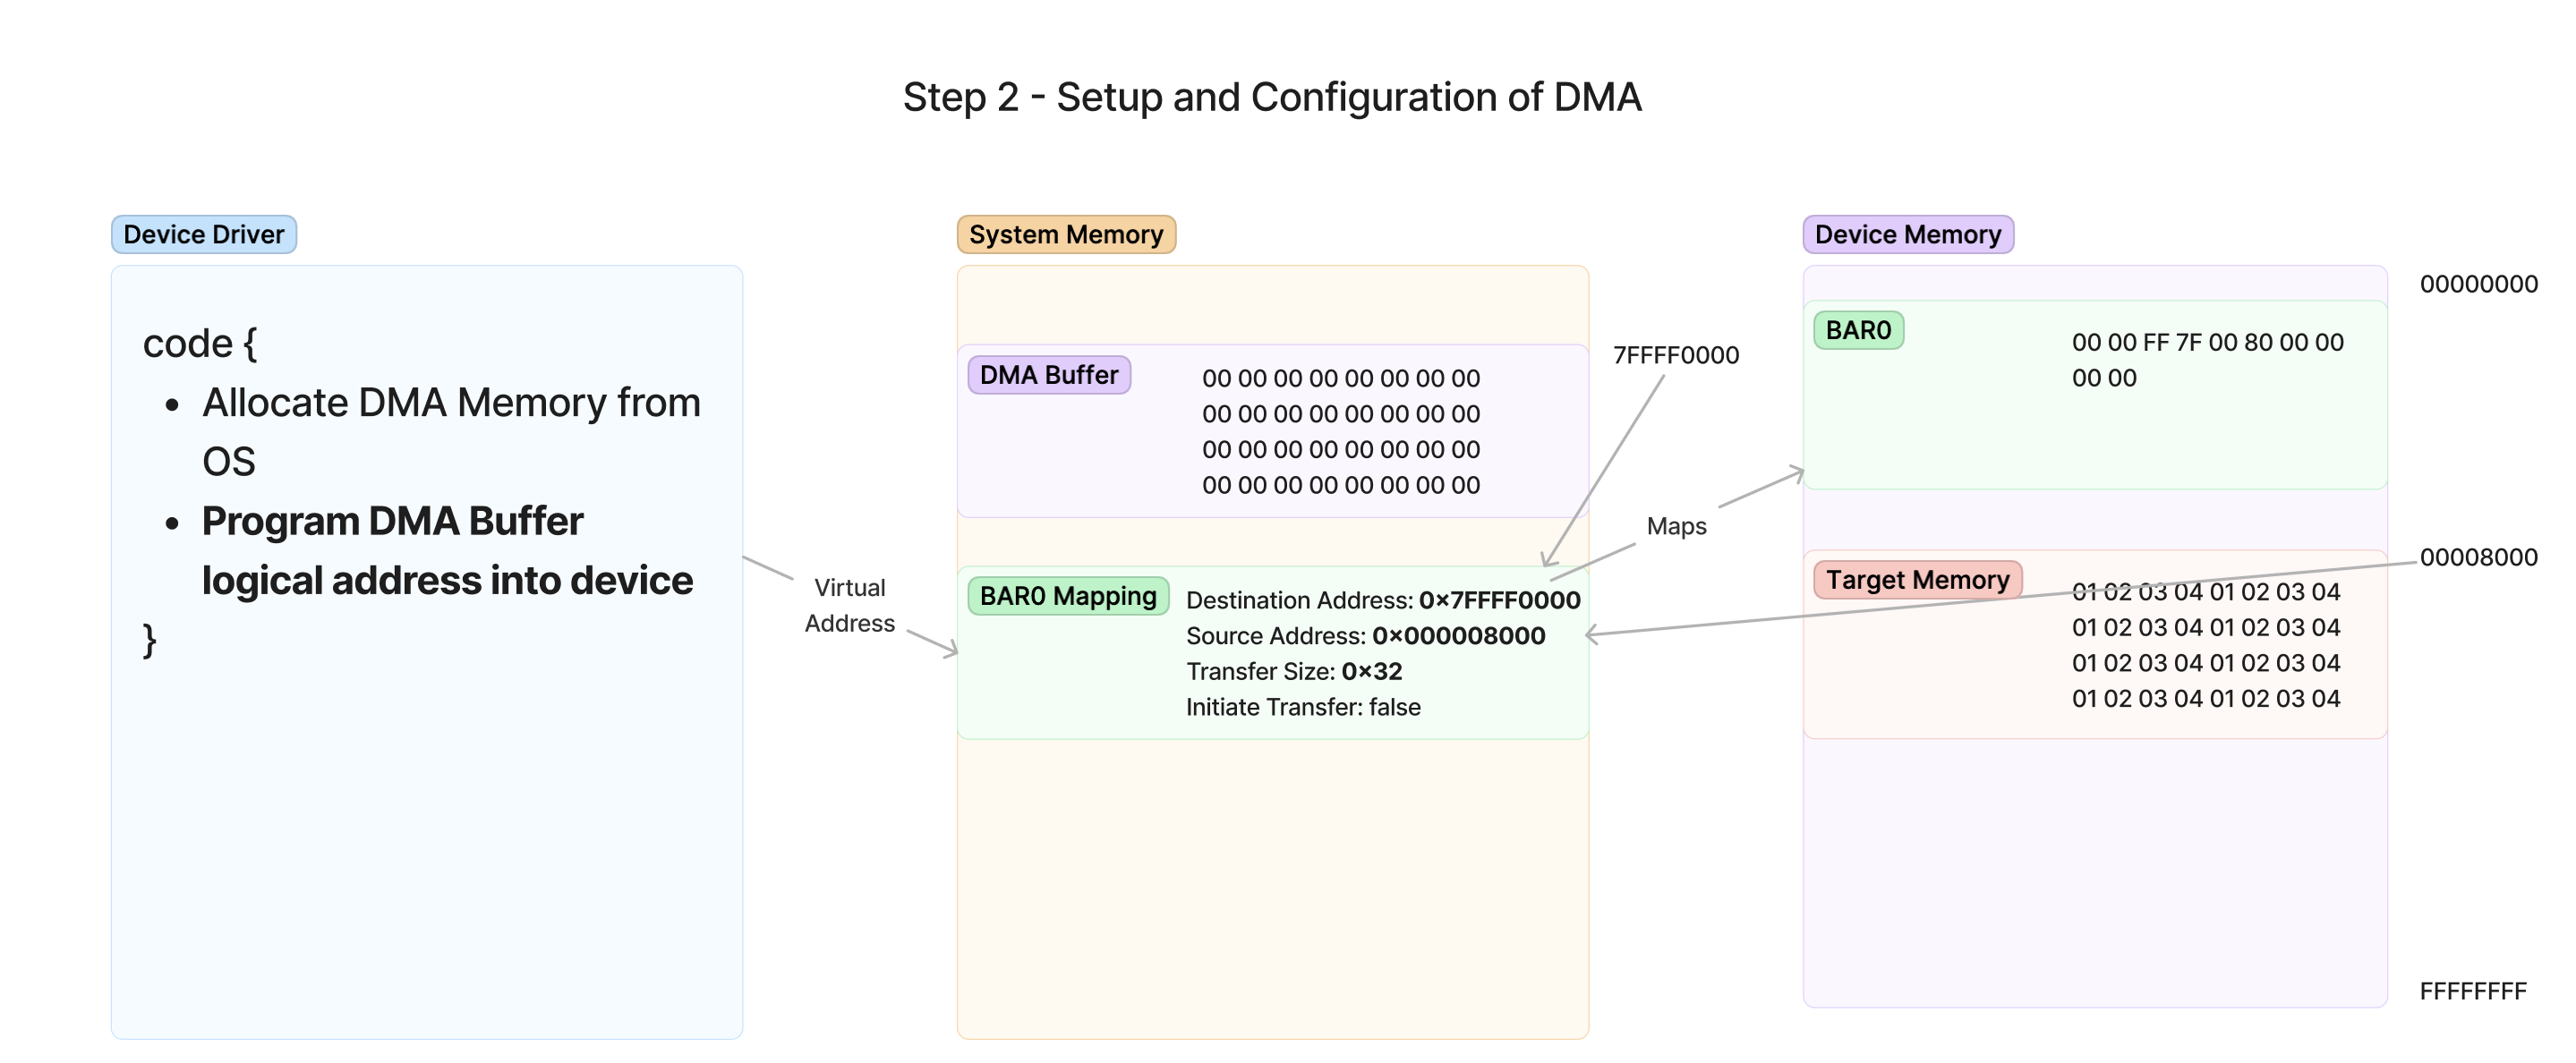 Step 2 - Setup and Configuration of DMA
Device Driver
code {
• Allocate DMA Memory from
OS
• Program DMA Buffer
logical address into device
}
Virtual
Address
System Memory
DMA Buffer
00 00 00 00 00 00 00 00
00 00 00 00 00 00 00 00
00 00 00 00 00 00 00 00
00 00 00 00 00 00 00 00
7FFFF0000
BAR0 Mapping
Destination Address: 0x7FFFF0000
Source Address: 0x000008000
Transfer Size: 0x32
Initiate Transfer: false
Maps
Device Memory
00000000
BAR0
00 00 FF 7F 00 80 00 00
00 00
00008000
Target Memory
01 02 03 04 01 02 03 04
01 02 03 04 01 02 03 04
01 02 03 04 01 02 03 04
01 02 03 04 01 02 03 04
FFFFFFFF